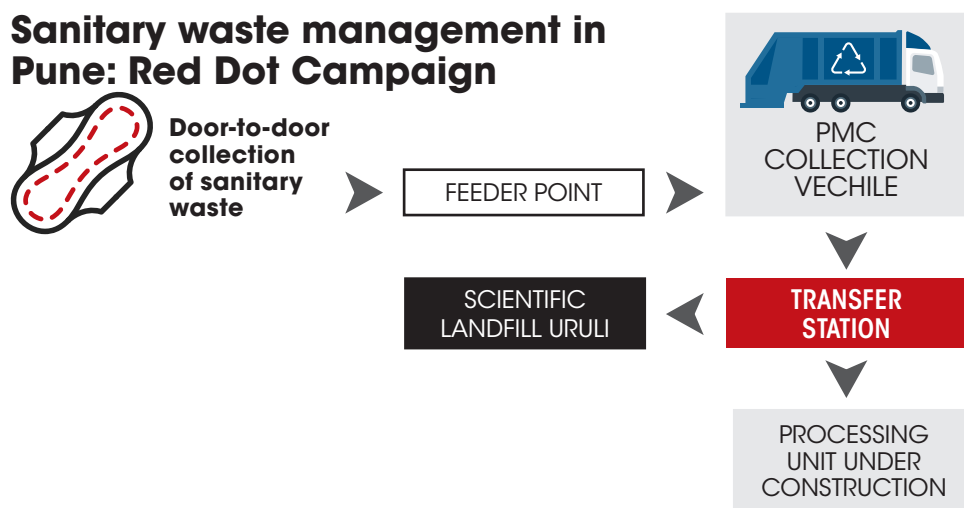 Sanitary waste management in
Pune: Red Dot Campaign
Door-to-door
collection
of sanitary
waste
FEEDER POINT
PMC
COLLECTION
VECHILE
TRANSFER
STATION
SCIENTIFIC
LANDFILL URULI
PROCESSING
UNIT UNDER
CONSTRUCTION